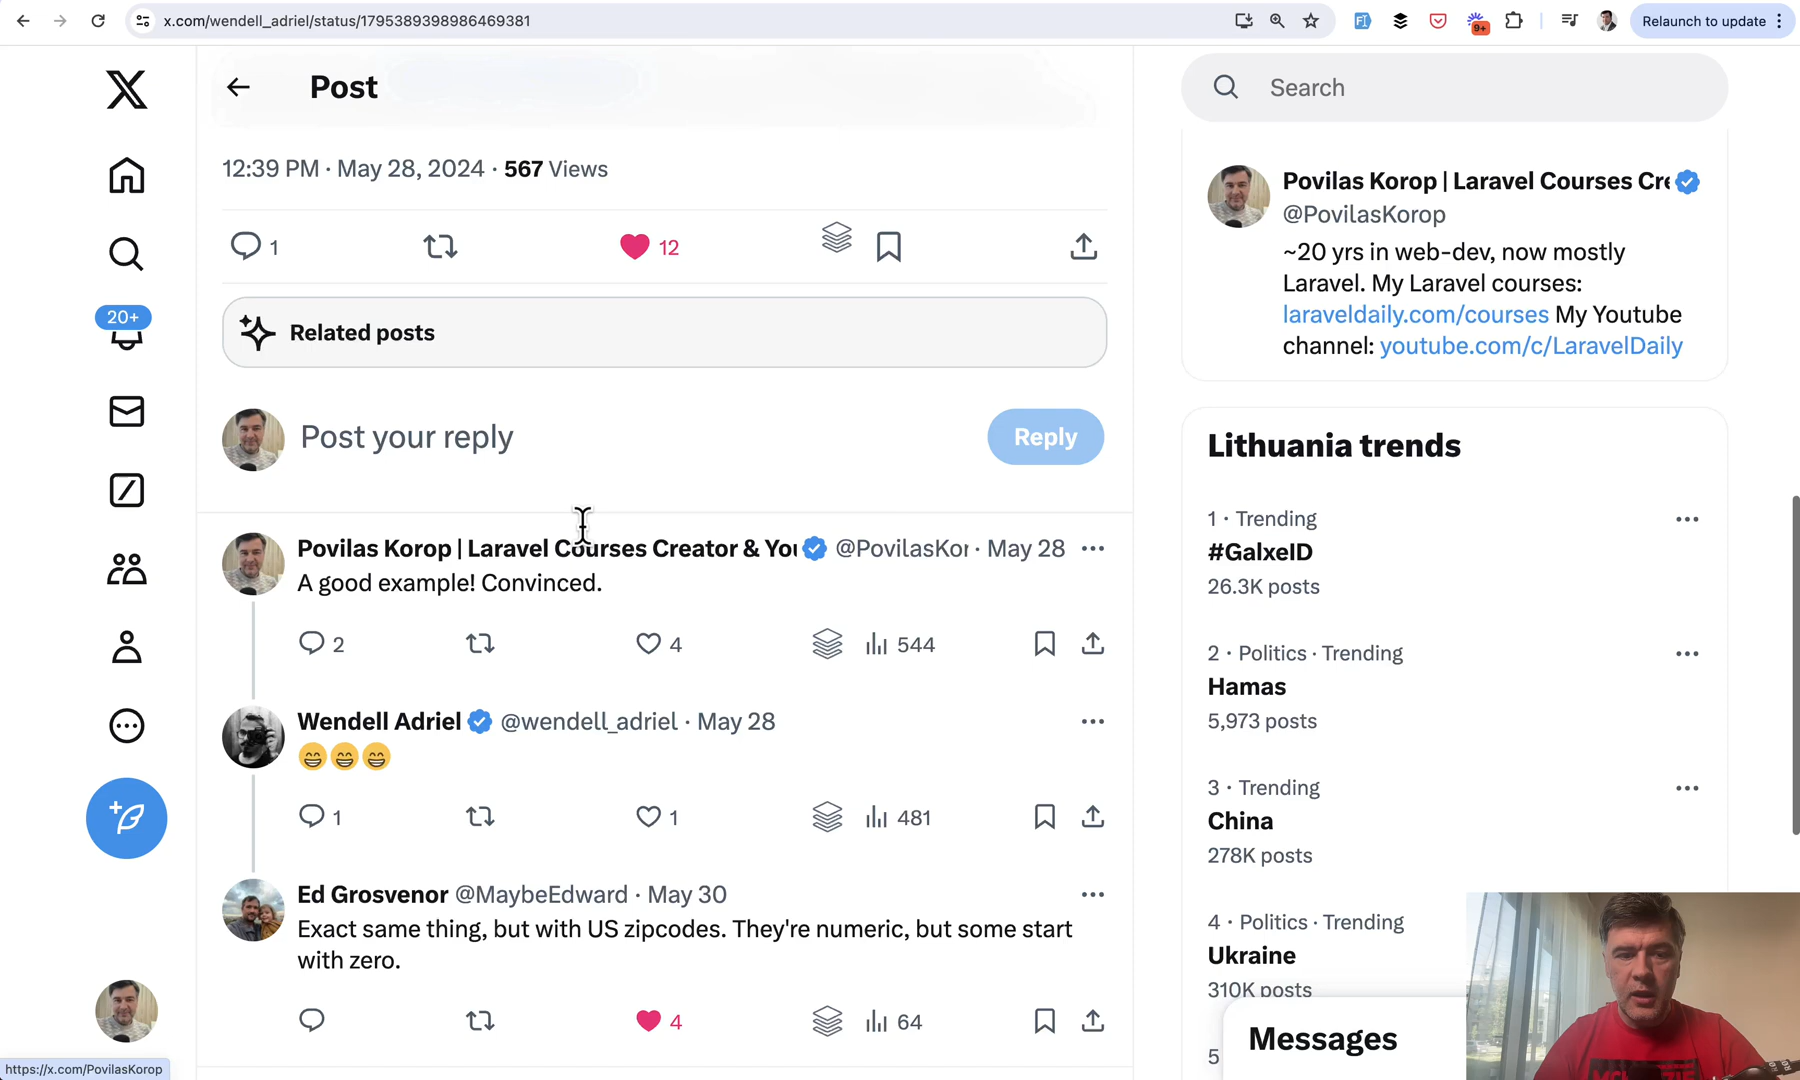 x.com/wendell_adriel/status/1795389398986469381
9+
Relaunch to update
Post
Search
12:39 PM · May 28, 2024 · 567 Views
1
12
Related posts
Post your reply
Reply
20+
Povilas Korop | Laravel Courses Creator & You @PovilasKor · May 28
A good example! Convinced.
2
4
544
Wendell Adriel @wendell_adriel · May 28
😁😁😁
1
1
481
Ed Grosvenor @MaybeEdward · May 30
Exact same thing, but with US zipcodes. They're numeric, but some start
with zero.
4
64
Povilas Korop | Laravel Courses Cre
@PovilasKorop
~20 yrs in web-dev, now mostly
Laravel. My Laravel courses:
laraveldaily.com/courses My Youtube
channel: youtube.com/c/LaravelDaily
Lithuania trends
1 · Trending
#GalxeID
26.3K posts
2 · Politics · Trending
Hamas
5,973 posts
3 · Trending
China
278K posts
4 · Politics · Trending
Ukraine
310K posts
5
Messages
https://x.com/PovilasKorop